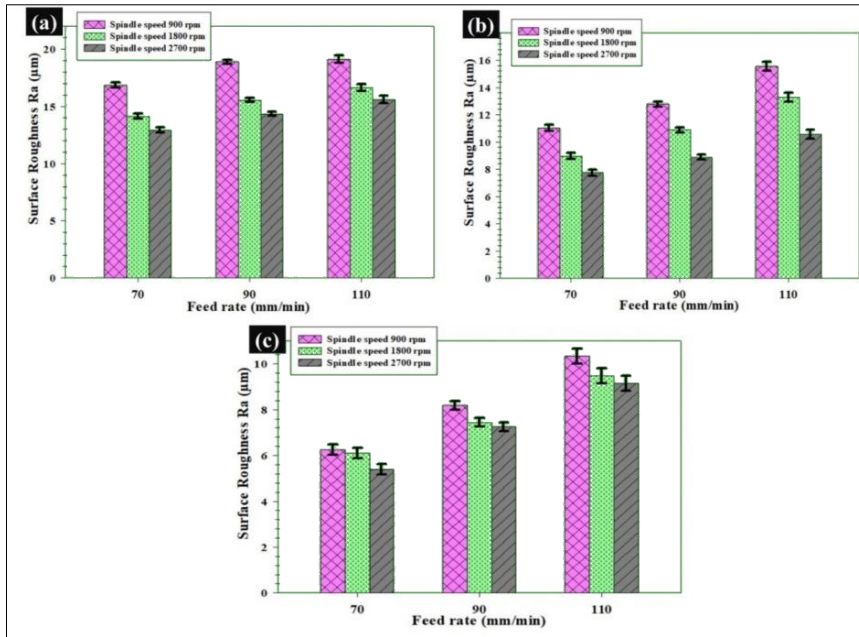 (a)
Spindle speed 900 rpm
Spindle speed 1800 rpm
Spindle speed 2700 rpm
Surface Roughness Ra (µm)
20
15
10
5
0
70
90
110
Feed rate (mm/min)
(b)
Spindle speed 900 rpm
Spindle speed 1800 rpm
Spindle speed 2700 rpm
Surface Roughness Ra (µm)
16
14
12
10
8
6
4
2
0
70
90
110
Feed rate (mm/min)
(c)
Spindle speed 900 rpm
Spindle speed 1800 rpm
Spindle speed 2700 rpm
Surface Roughness Ra (µm)
10
8
6
4
2
0
70
90
110
Feed rate (mm/min)